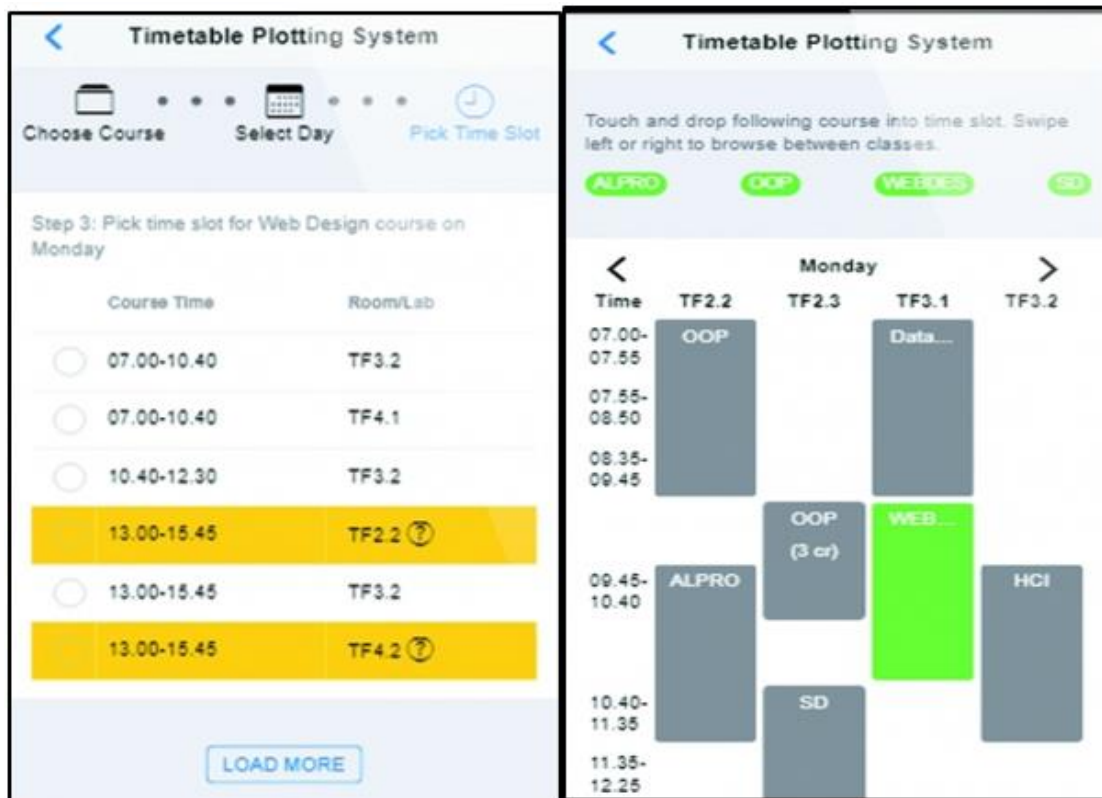 Timetable Plotting System
Choose Course
Select Day
Pick Time Slot
Step 3: Pick time slot for Web Design course on
Monday
Course Time Room/Lab
07.00-10.40 TF3.2
07.00-10.40 TF4.1
10.40-12.30 TF3.2
13.00-15.45 TF2.2 ?
13.00-15.45 TF3.2
13.00-15.45 TF4.2 ?
LOAD MORE
Timetable Plotting System
Touch and drop following course into time slot. Swipe
left or right to browse between classes.
ALPRO OOP WEBDES SD
< Monday >
Time TF2.2 TF2.3 TF3.1 TF3.2
07.00-
07.55
OOP Data...
07.55-
08.50
08.35-
09.45
OOP
(3 cr)
WEB...
09.45-
10.40
ALPRO HCI
10.40-
11.35
SD
11.35-
12.25